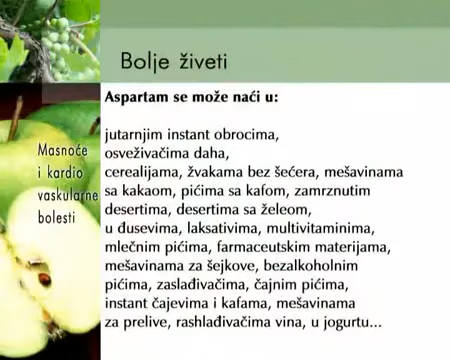 Bolje živeti
Masnoće
i kardio
vaskularne
bolesti
Aspartam se može naći u:
jutarnjim instant obrocima,
osveživačima daha,
cerealijama, žvakama bez šećera, mešavinama
sa kakaom, pićima sa kafom, zamrznutim
desertima, desertima sa želeom,
u đusevima, laksativima, multivitaminima,
mlečnim pićima, farmaceutskim materijama,
mešavinama za šejkove, bezalkoholnim
pićima, zaslađivačima, čajnim pićima,
instant čajevima i kafama, mešavinama
za prelive, rashlađivačima vina, u jogurtu...